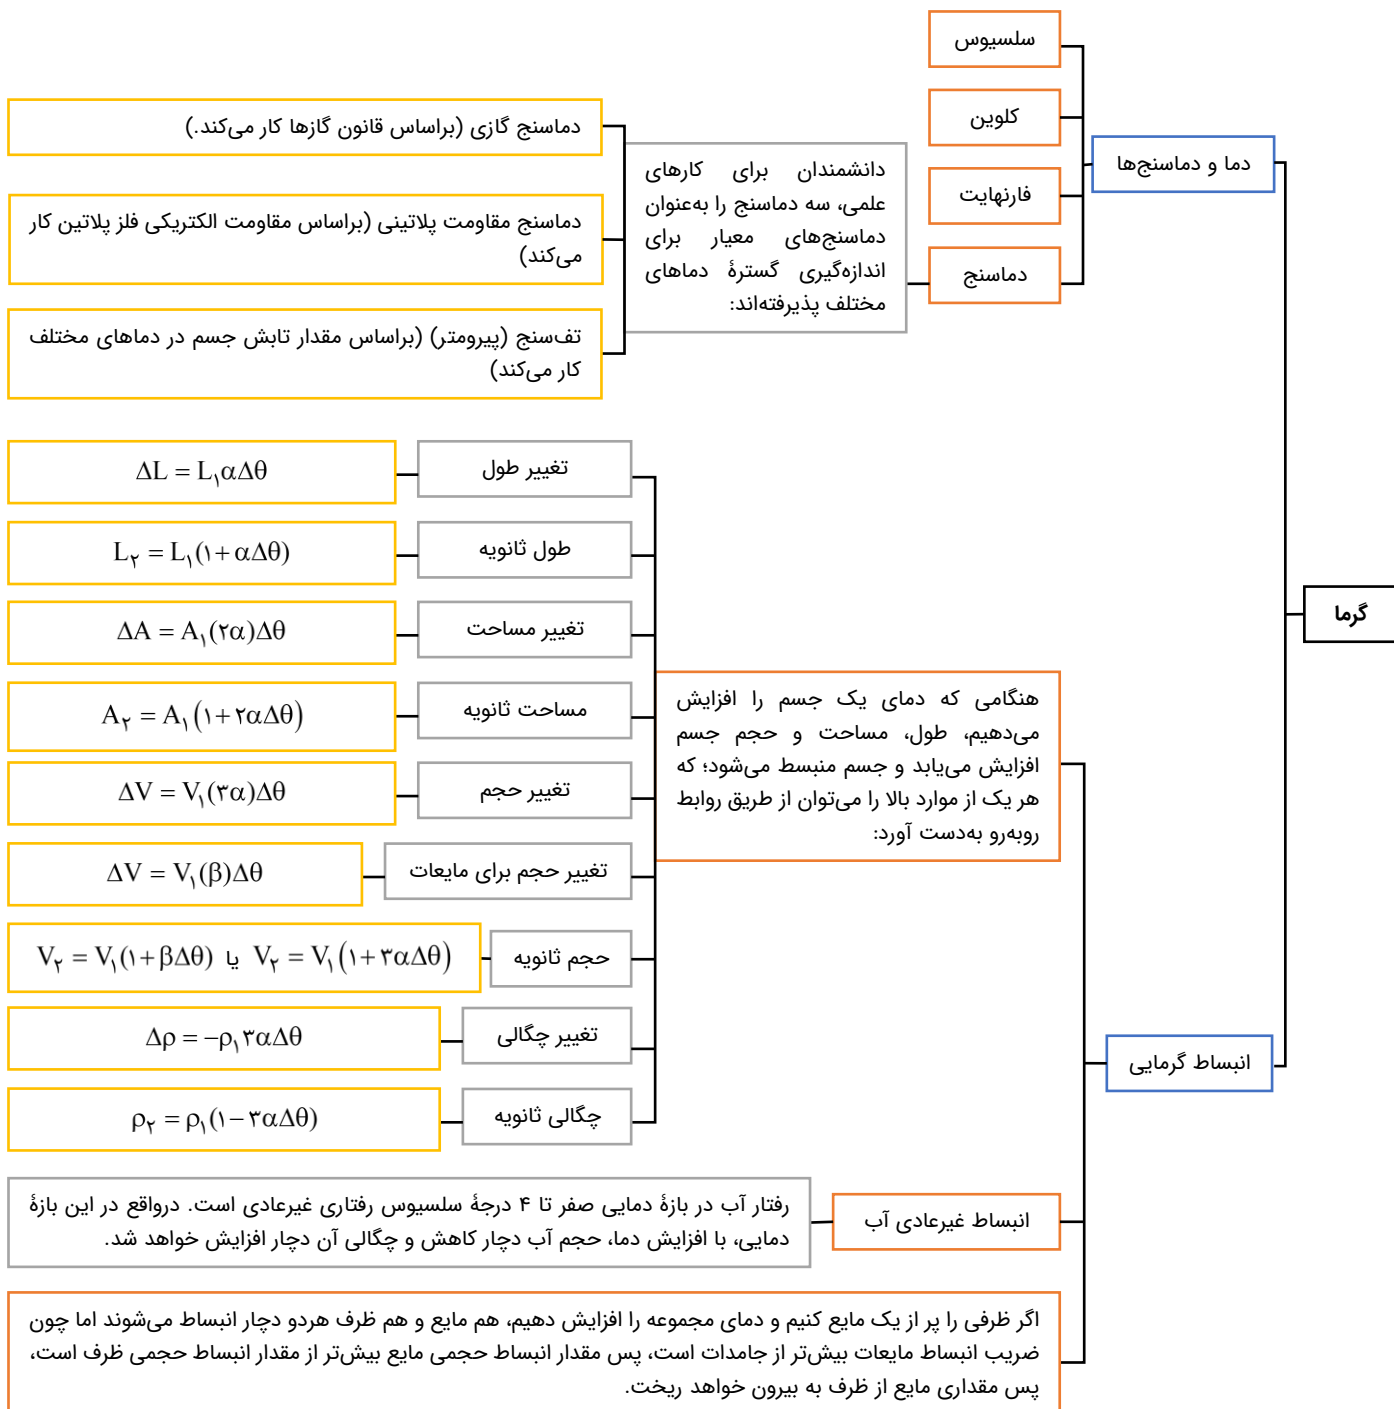 گرما
دما و دماسنج‌ها
سلسیوس
کلوین
فارنهایت
دماسنج
دانشمندان برای کارهای
علمی، سه دماسنج را به‌عنوان
دماسنج‌های معیار برای
اندازه‌گیری گسترهٔ دماهای
مختلف پذیرفته‌اند:
دماسنج گازی (براساس قانون گازها کار می‌کند.)
دماسنج مقاومت پلاتینی (براساس مقاومت الکتریکی فلز پلاتین کار
می‌کند)
تف‌سنج (پیرومتر) (براساس مقدار تابش جسم در دماهای مختلف
کار می‌کند)
انبساط گرمایی
هنگامی که دمای یک جسم را افزایش
می‌دهیم، طول، مساحت و حجم جسم
افزایش می‌یابد و جسم منبسط می‌شود؛ که
هر یک از موارد بالا را می‌توان از طریق روابط
روبه‌رو به‌دست آورد:
تغییر طول
ΔL = L₁αΔθ
طول ثانویه
L₂ = L₁(۱+αΔθ)
تغییر مساحت
ΔA = A₁(۲α)Δθ
مساحت ثانویه
A₂ = A₁(۱+۲αΔθ)
تغییر حجم
ΔV = V₁(۳α)Δθ
تغییر حجم برای مایعات
ΔV = V₁(β)Δθ
حجم ثانویه
V₂ = V₁(۱+۳αΔθ) یا V₂ = V₁(۱+βΔθ)
تغییر چگالی
Δρ = −ρ₁۳αΔθ
چگالی ثانویه
ρ₂ = ρ₁(۱−۳αΔθ)
انبساط غیرعادی آب
رفتار آب در بازهٔ دمایی صفر تا ۴ درجهٔ سلسیوس رفتاری غیرعادی است. درواقع در این بازهٔ
دمایی، با افزایش دما، حجم آب دچار کاهش و چگالی آن دچار افزایش خواهد شد.
اگر ظرفی را پر از یک مایع کنیم و دمای مجموعه را افزایش دهیم، هم مایع و هم ظرف هردو دچار انبساط می‌شوند اما چون
ضریب انبساط مایعات بیش‌تر از جامدات است، پس مقدار انبساط حجمی مایع بیش‌تر از مقدار انبساط حجمی ظرف است،
پس مقداری مایع از ظرف به بیرون خواهد ریخت.